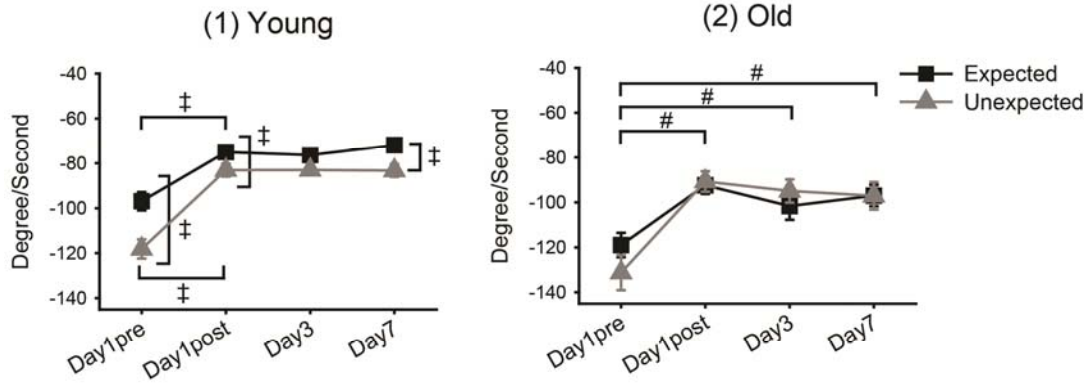 (1) Young
Degree/Second
-40
-60
-80
-100
-120
-140
‡
‡
‡
‡
‡
Day1pre
Day1post
Day3
Day7
(2) Old
Degree/Second
-40
-60
-80
-100
-120
-140
#
#
#
Day1pre
Day1post
Day3
Day7
Expected
Unexpected